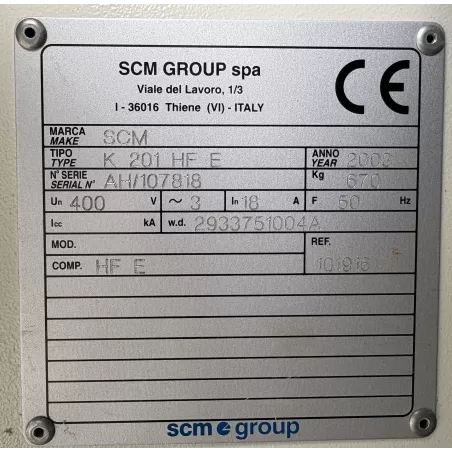 SCM GROUP spa
Viale del Lavoro, 1/3
I - 36016 Thiene (VI) - ITALY
CE
MARCA
MAKE SCM
TIPO
TYPE K 201 HF E ANNO
YEAR 2003
N° SERIE
SERIAL N° AH/107818 Kg 670
Un 400 V ~ 3 In 18 A F 50 Hz
Icc kA w.d. 2933751004A
MOD. REF.
COMP. HF E 101916
scm group